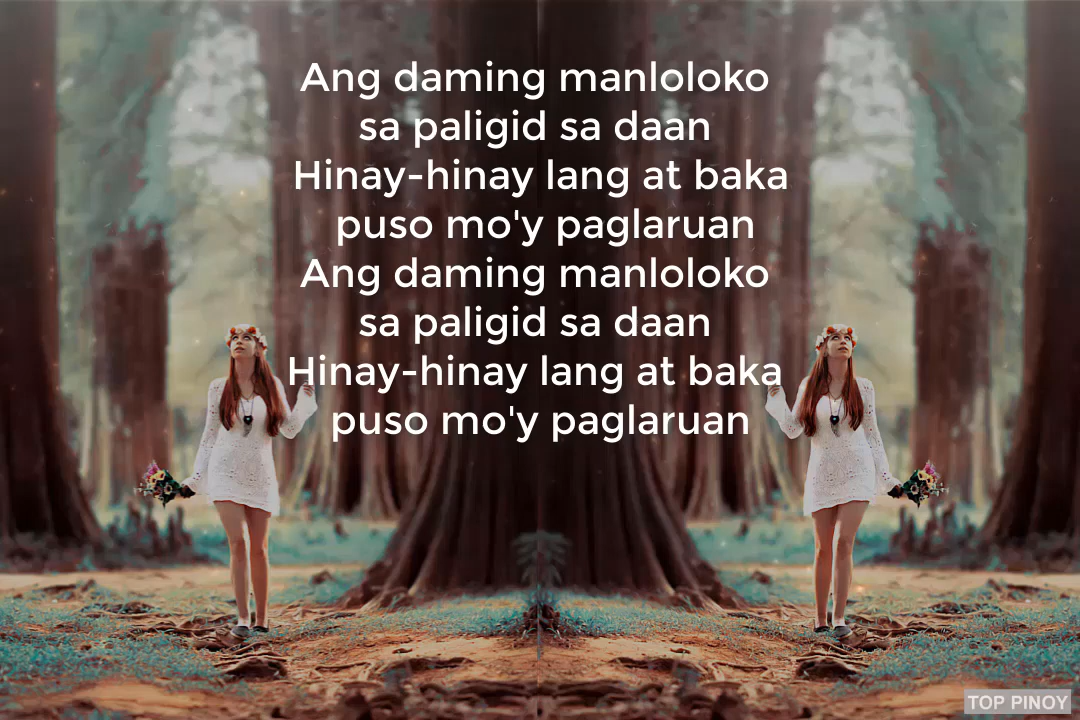 Ang daming manloloko
sa paligid sa daan
Hinay-hinay lang at baka
puso mo'y paglaruan
Ang daming manloloko
sa paligid sa daan
Hinay-hinay lang at baka
puso mo'y paglaruan
TOP PINOY